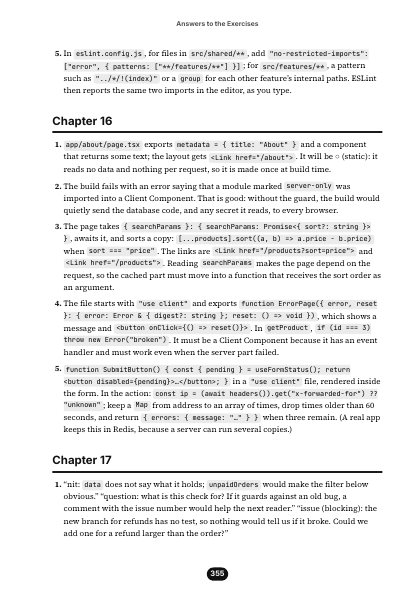 Answers to the Exercises
5. In eslint.config.js, for files in src/shared/**, add "no-restricted-imports":
["error", { patterns: ["**/features/**"] }]; for src/features/**, a pattern
such as "../*/!(index)" or a group for each other feature's internal paths. ESLint
then reports the same two imports in the editor, as you type.
Chapter 16
1. app/about/page.tsx exports metadata = { title: "About" } and a component
that returns some text; the layout gets <Link href="/about">. It will be ○ (static): it
reads no data and nothing per request, so it is made once at build time.
2. The build fails with an error saying that a module marked server-only was
imported into a Client Component. That is good: without the guard, the build would
quietly send the database code, and any secret it reads, to every browser.
3. The page takes { searchParams }: { searchParams: Promise<{ sort?: string }>
}, awaits it, and sorts a copy: [...products].sort((a, b) => a.price - b.price)
when sort === "price". The links are <Link href="/products?sort=price"> and
<Link href="/products">. Reading searchParams makes the page depend on the
request, so the cached part must move into a function that receives the sort order as
an argument.
4. The file starts with "use client" and exports function ErrorPage({ error, reset
}: { error: Error & { digest?: string }; reset: () => void }), which shows a
message and <button onClick={() => reset()}>. In getProduct, if (id === 3)
throw new Error("broken"). It must be a Client Component because it has an event
handler and must work even when the server part failed.
5. function SubmitButton() { const { pending } = useFormStatus(); return
<button disabled={pending}>…</button>; } in a "use client" file, rendered inside
the form. In the action: const ip = (await headers()).get("x-forwarded-for") ??
"unknown"; keep a Map from address to an array of times, drop times older than 60
seconds, and return { errors: { message: "…" } } when three remain. (A real app
keeps this in Redis, because a server can run several copies.)
Chapter 17
1. "nit: data does not say what it holds; unpaidOrders would make the filter below
obvious." "question: what is this check for? If it guards against an old bug, a
comment with the issue number would help the next reader." "issue (blocking): the
new branch for refunds has no test, so nothing would tell us if it broke. Could we
add one for a refund larger than the order?"
355